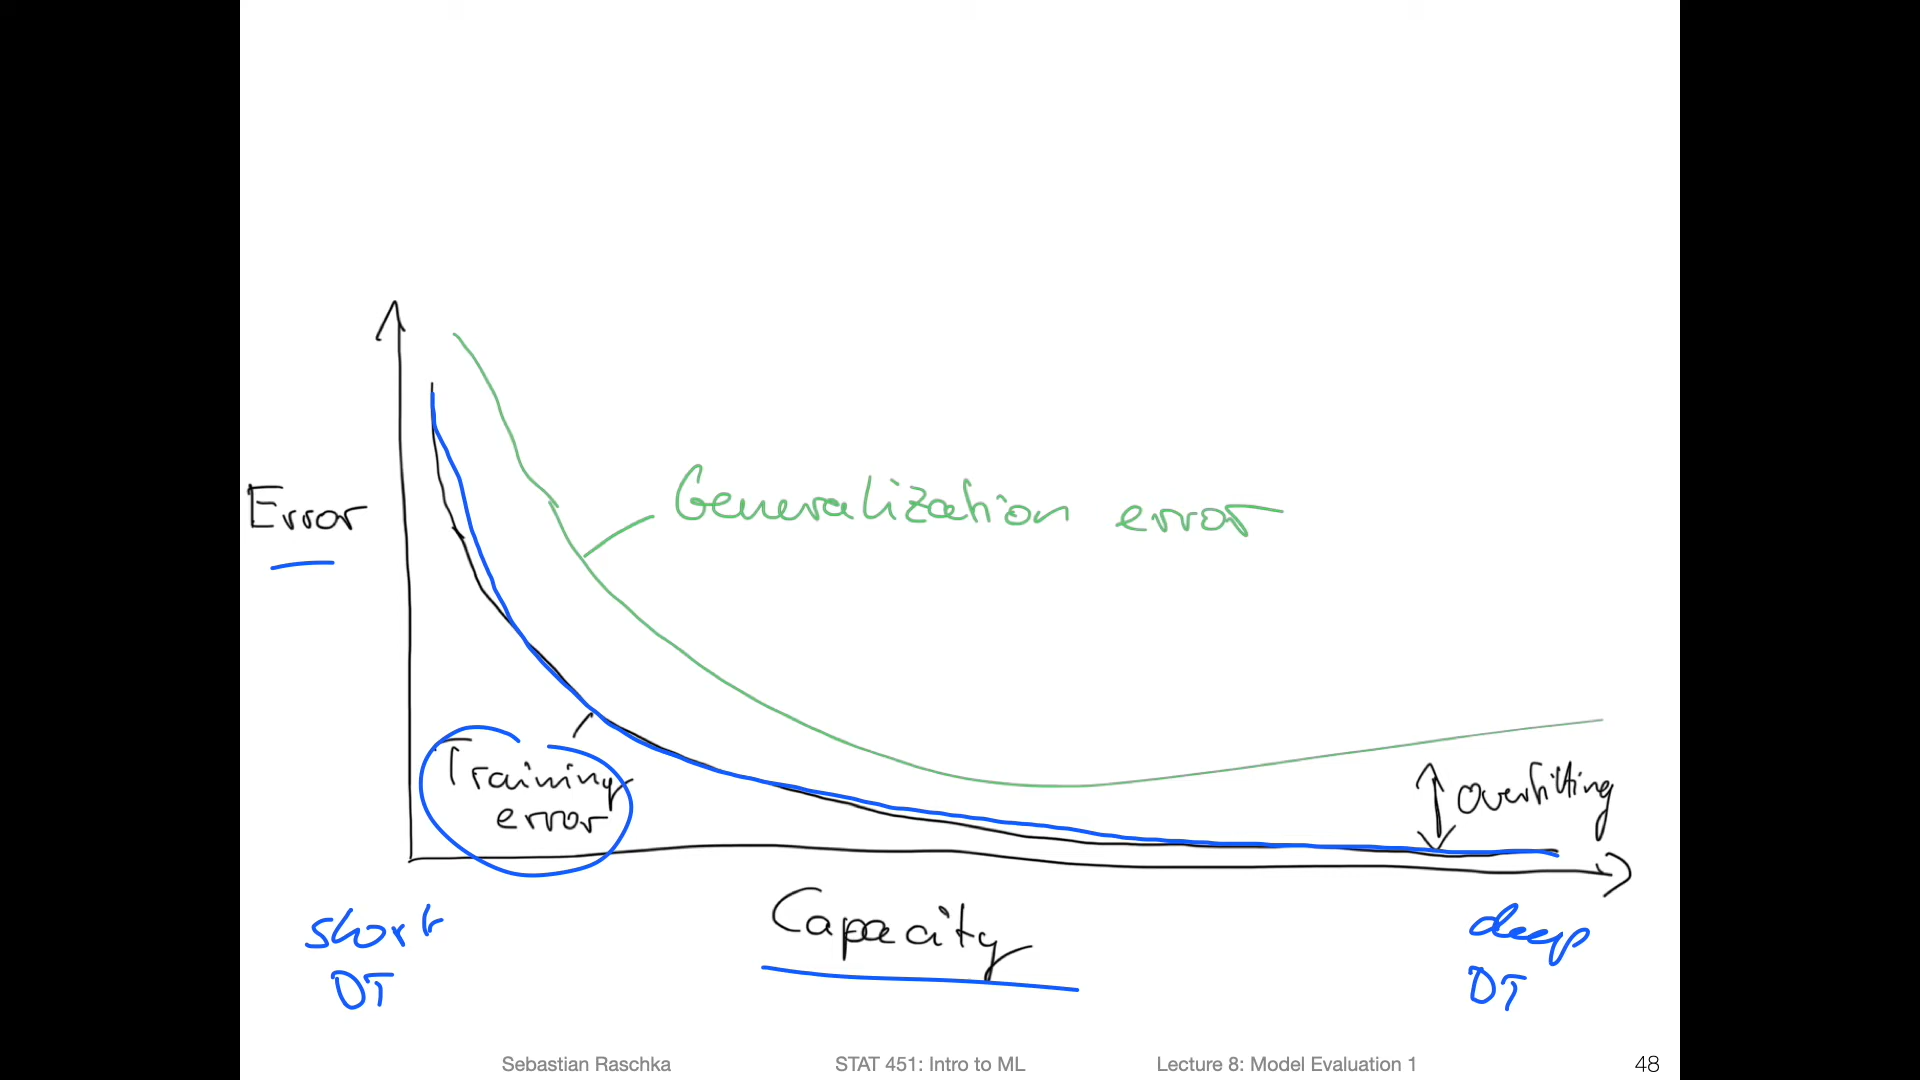 Generalization error
Error
Training
error
overfitting
Capacity
short
DT
deep
DT
Sebastian Raschka
STAT 451: Intro to ML
Lecture 8: Model Evaluation 1
48